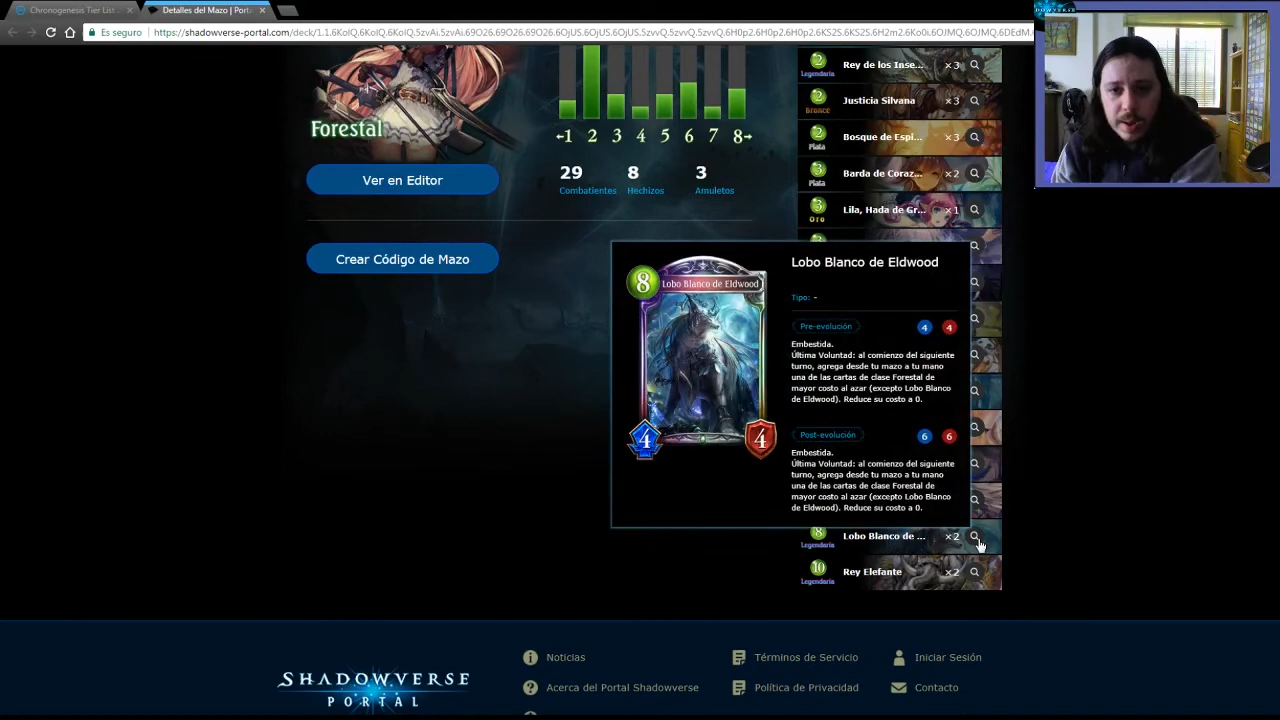 Chronogenesis Tier List
Detalles del Mazo | Port
Es seguro
https://shadowverse-portal.com/deck/1.1.6KolQ.6KolQ.6KolQ.5zvAi.5zvAi.69O26.69O26.69O26.6OjUS.6OjUS.6OjUS.5zvvQ.5zvvQ.5zvvQ.6H0p2.6H0p2.6H0p2.6KS2S.6KS2S.6H2m2.6Ko0i.6OJMQ.6OJMQ.6DEdM.6
Forestal
←1 2 3 4 5 6 7 8→
29 8 3
Combatientes Hechizos Amuletos
Ver en Editor
Crear Código de Mazo
2 Rey de los Inse... ×3
Legendaria
2 Justicia Silvana ×3
Bronce
2 Bosque de Espi... ×3
Plata
3 Barda de Coraz... ×2
Plata
3 Lila, Hada de Gr... ×1
Oro
8 Lobo Blanco de Eldwood
4 4
Lobo Blanco de Eldwood
Tipo: -
Pre-evolución 4 4
Embestida.
Última Voluntad: al comienzo del siguiente
turno, agrega desde tu mazo a tu mano
una de las cartas de clase Forestal de
mayor costo al azar (excepto Lobo Blanco
de Eldwood). Reduce su costo a 0.
Post-evolución 6 6
Embestida.
Última Voluntad: al comienzo del siguiente
turno, agrega desde tu mazo a tu mano
una de las cartas de clase Forestal de
mayor costo al azar (excepto Lobo Blanco
de Eldwood). Reduce su costo a 0.
8 Lobo Blanco de ... ×2
Legendaria
10 Rey Elefante ×2
Legendaria
SHADOWVERSE
PORTAL
Noticias
Términos de Servicio
Iniciar Sesión
Acerca del Portal Shadowverse
Política de Privacidad
Contacto
SHADOWVERSE